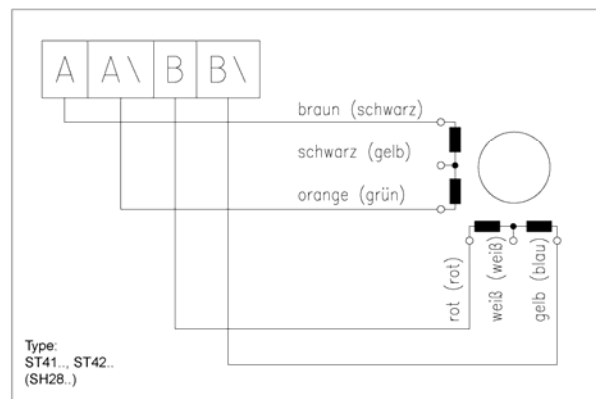 A A\ B B\
braun (schwarz)
schwarz (gelb)
orange (grün)
rot (rot)
weiß (weiß)
gelb (blau)
Type:
ST41.., ST42..
(SH28..)